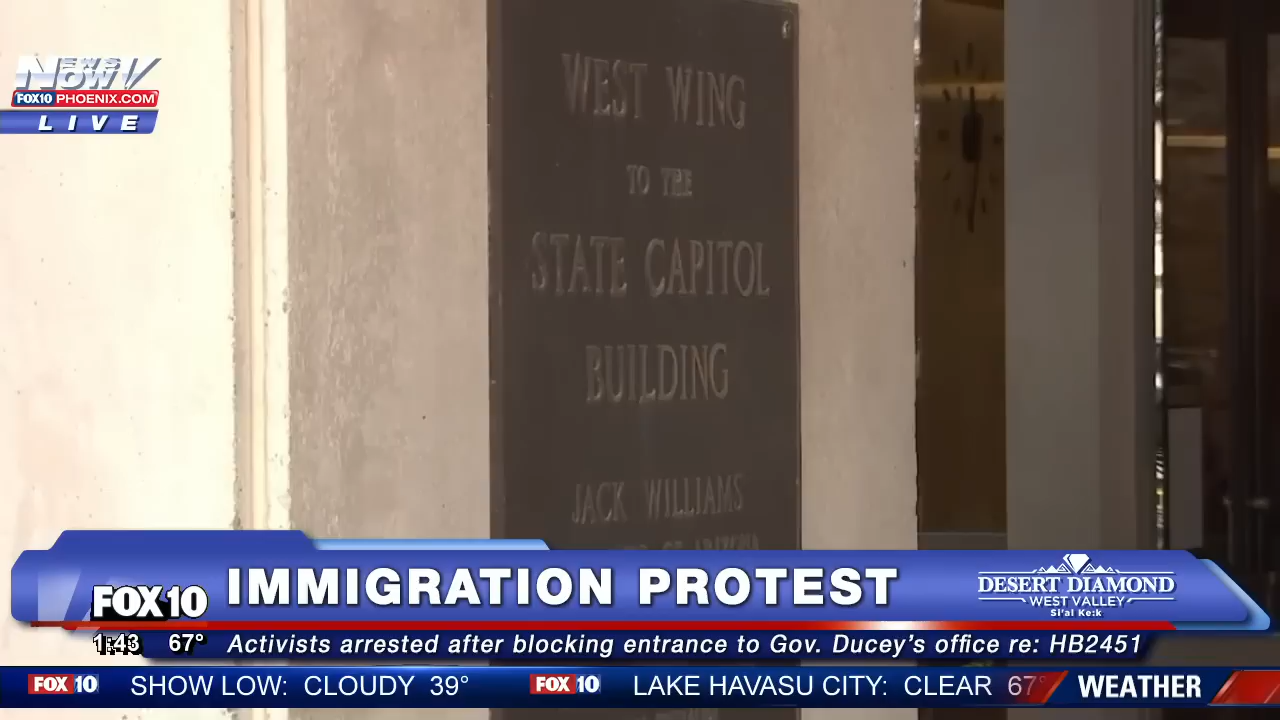 WEST WING
TO THE
STATE CAPITOL
BUILDING
JACK WILLIAMS
NEWS
NOW
FOX10 PHOENIX.COM
LIVE
FOX10
IMMIGRATION PROTEST
DESERT DIAMOND
WEST VALLEY
Si'al Ke:k
67°
Activists arrested after blocking entrance to Gov. Ducey's office re: HB2451
FOX10 SHOW LOW: CLOUDY 39° FOX10 LAKE HAVASU CITY: CLEAR 67° WEATHER